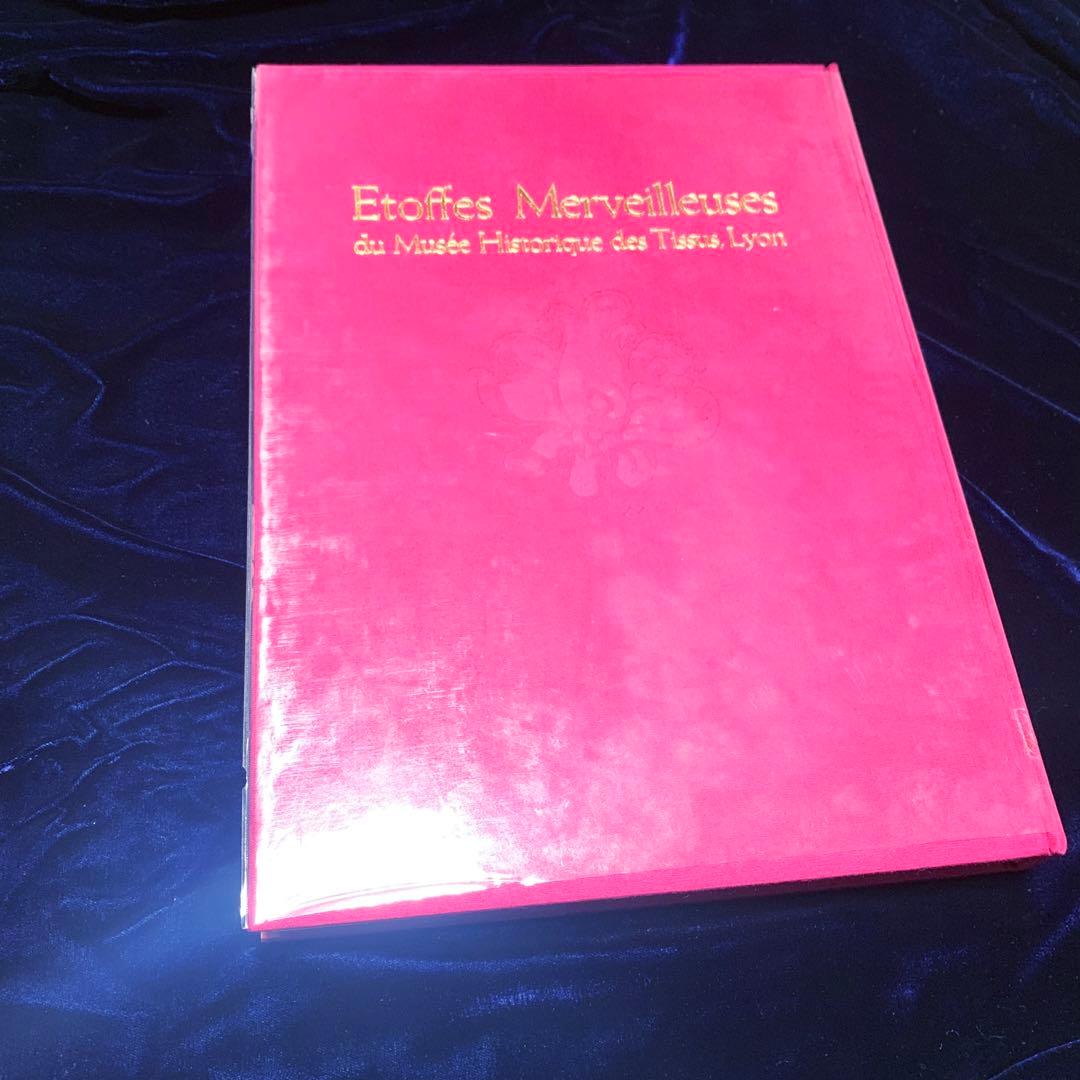 Etoffes Merveilleuses
du Musée Historique des Tissus, Lyon